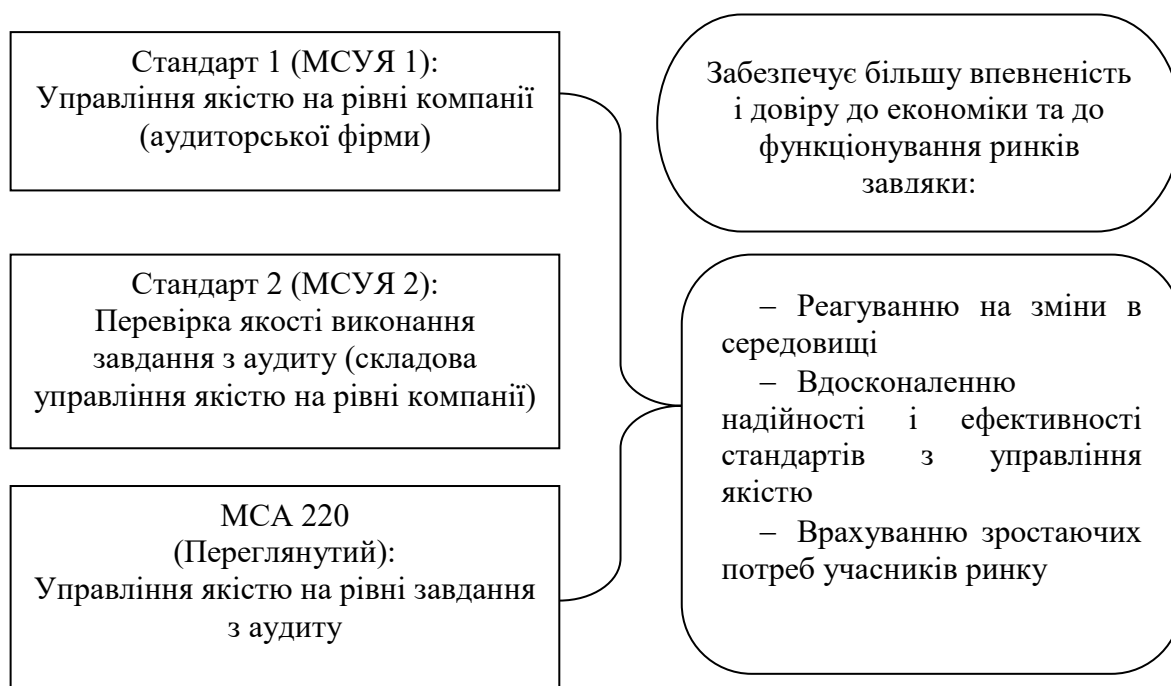 Стандарт 1 (МСУЯ 1):
Управління якістю на рівні компанії
(аудиторської фірми)
Стандарт 2 (МСУЯ 2):
Перевірка якості виконання
завдання з аудиту (складова
управління якістю на рівні компанії)
МСА 220
(Переглянутий):
Управління якістю на рівні завдання
з аудиту
Забезпечує більшу впевненість
і довіру до економіки та до
функціонування ринків
завдяки:
– Реагуванню на зміни в
середовищі
– Вдосконаленню
надійності і ефективності
стандартів з управління
якістю
– Врахуванню зростаючих
потреб учасників ринку